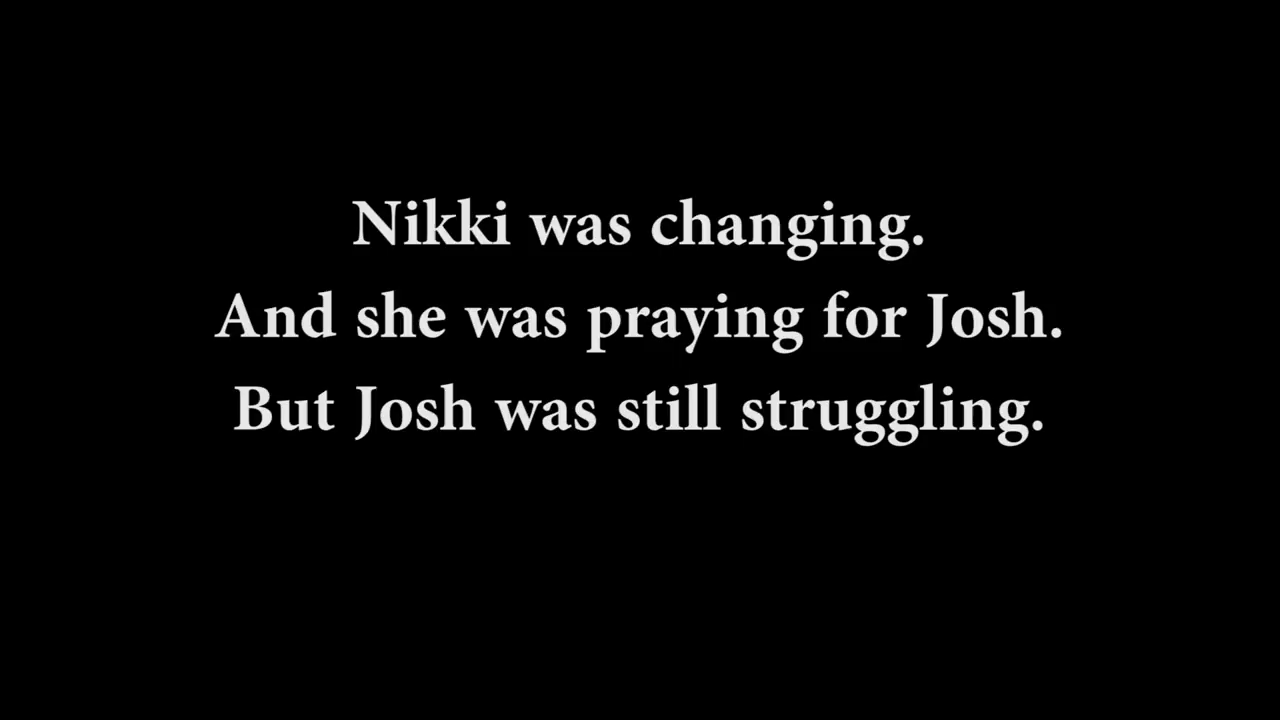 Nikki was changing.
And she was praying for Josh.
But Josh was still struggling.